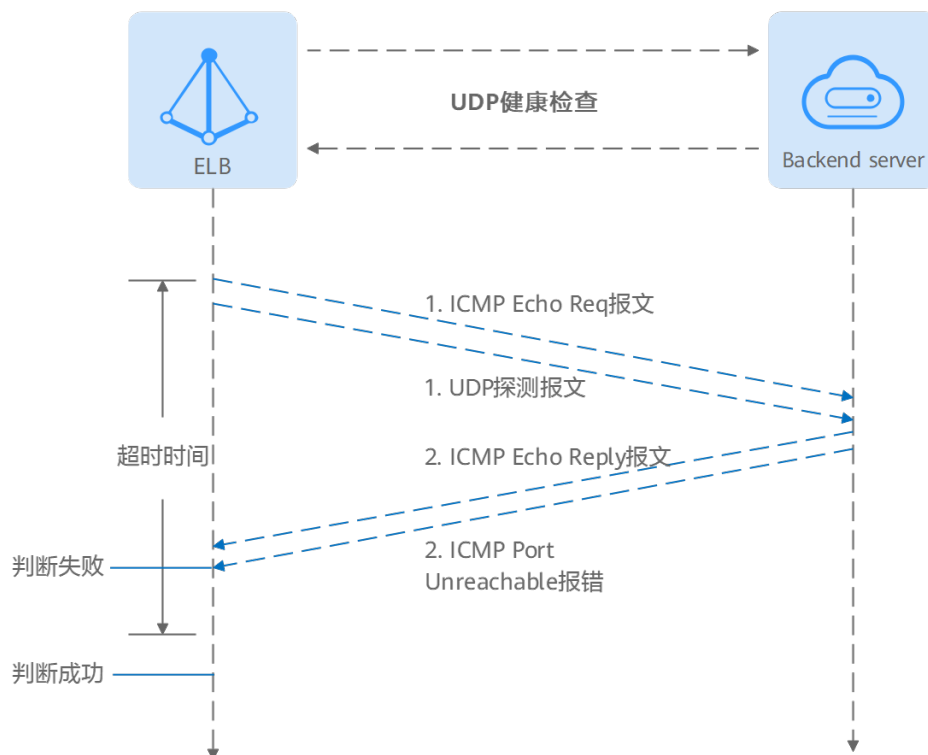 UDP健康检查
ELB
Backend server
1. ICMP Echo Req报文
1. UDP探测报文
超时时间
2. ICMP Echo Reply报文
2. ICMP Port
Unreachable报错
判断失败
判断成功